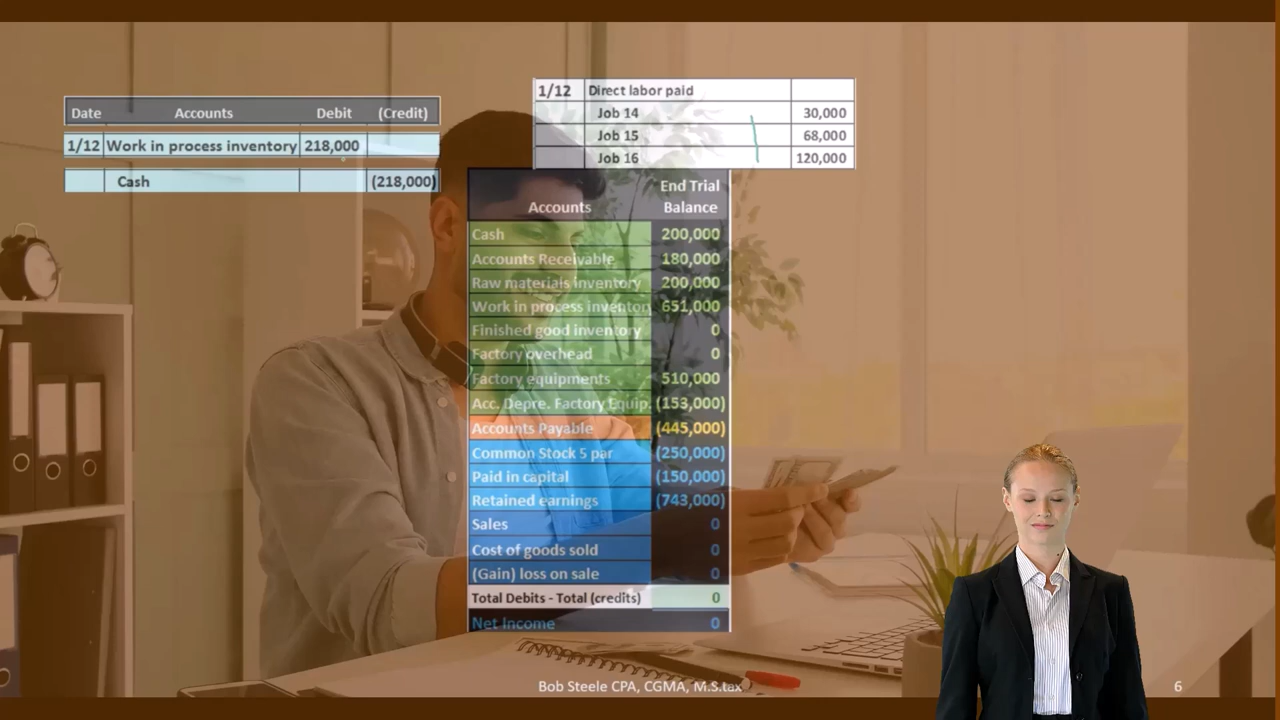 Date Accounts Debit (Credit)
1/12 Work in process inventory 218,000
Cash (218,000)
1/12 Direct labor paid
Job 14 30,000
Job 15 68,000
Job 16 120,000
Accounts End Trial Balance
Cash 200,000
Accounts Receivable 180,000
Raw materials inventory 200,000
Work in process inventor 651,000
Finished good inventory 0
Factory overhead 0
Factory equipments 510,000
Acc. Depre. Factory Equip. (153,000)
Accounts Payable (445,000)
Common Stock 5 par (250,000)
Paid in capital (150,000)
Retained earnings (743,000)
Sales 0
Cost of goods sold 0
(Gain) loss on sale 0
Total Debits - Total (credits) 0
Net Income 0
Bob Steele CPA, CGMA, M.S.tax 6